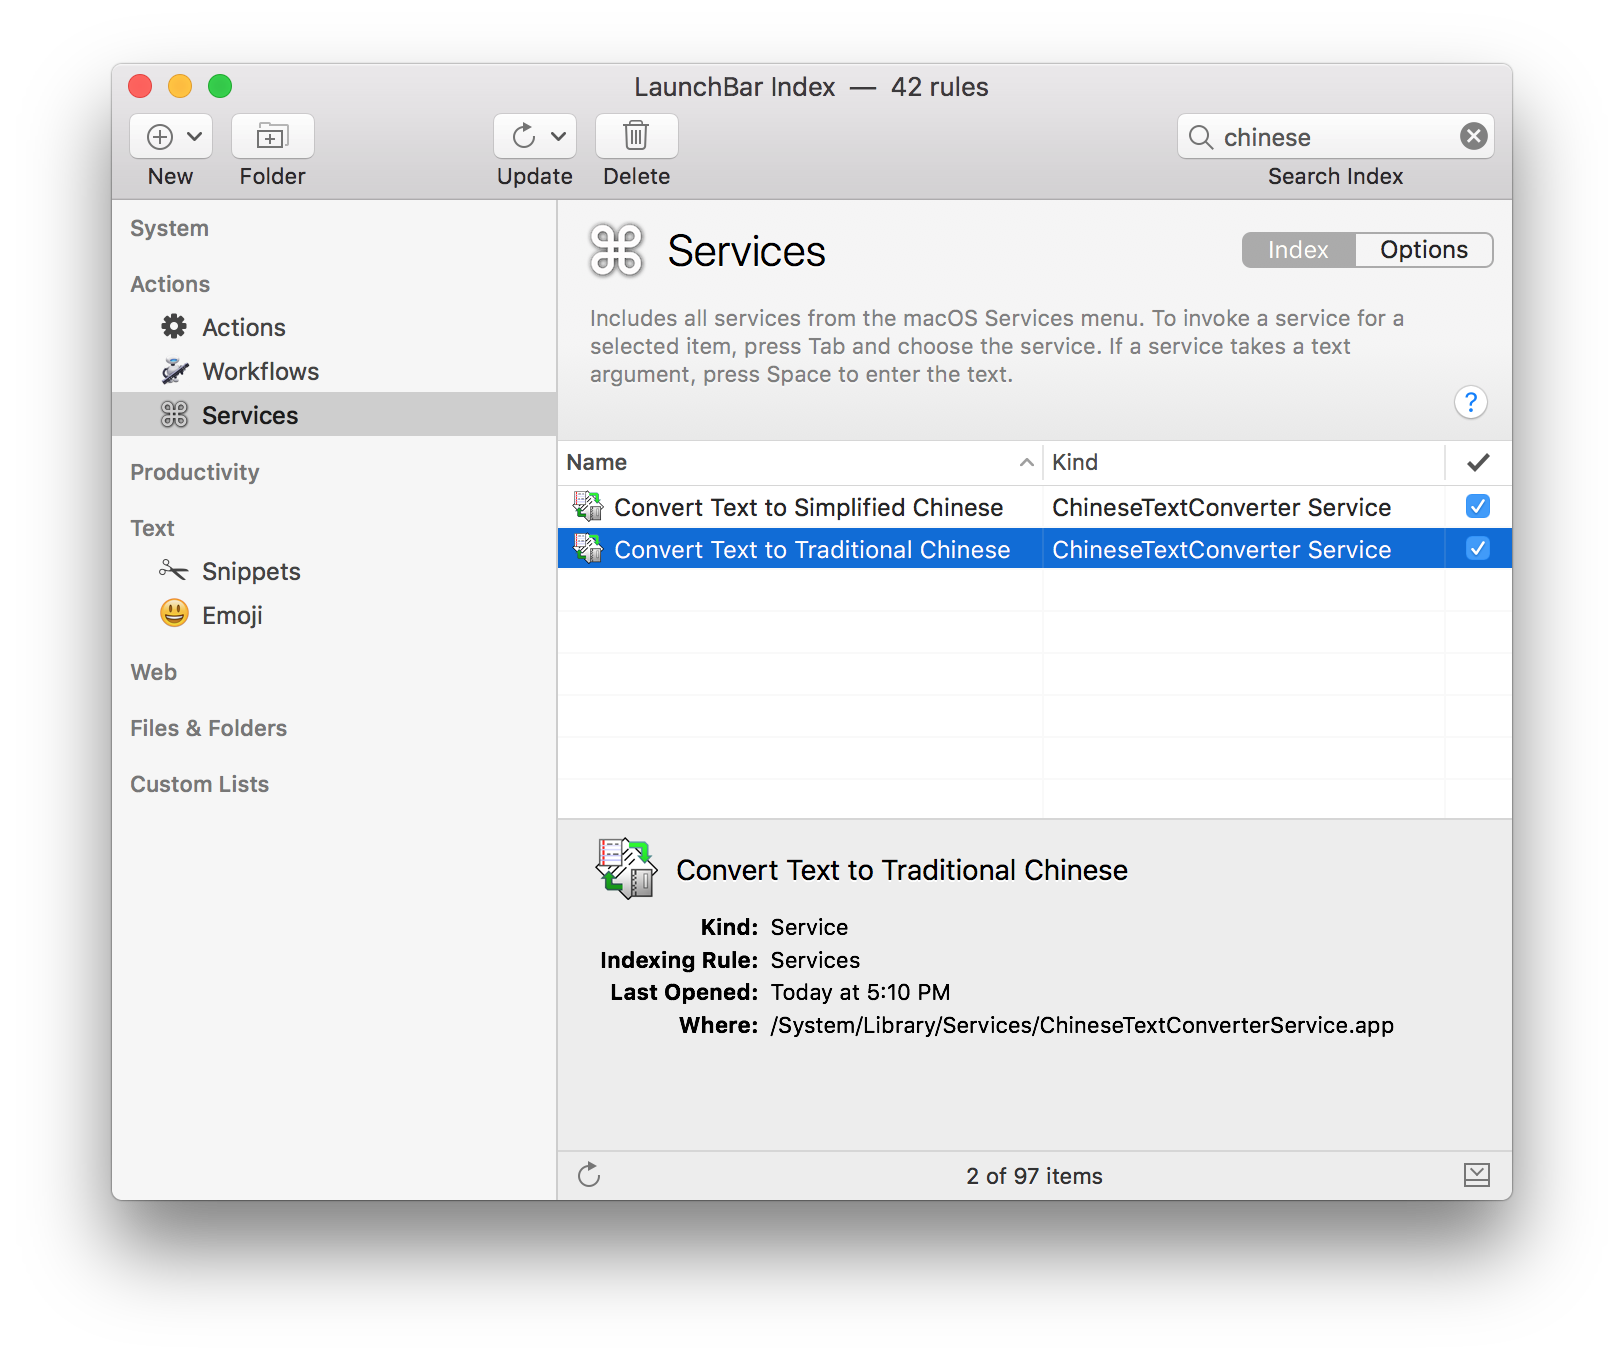 LaunchBar Index — 42 rules
New
Folder
Update
Delete
chinese
Search Index
System
Actions
Actions
Workflows
Services
Productivity
Text
Snippets
Emoji
Web
Files & Folders
Custom Lists
Services
Index
Options
Includes all services from the macOS Services menu. To invoke a service for a
selected item, press Tab and choose the service. If a service takes a text
argument, press Space to enter the text.
?
Name
Kind
Convert Text to Simplified Chinese
ChineseTextConverter Service
Convert Text to Traditional Chinese
ChineseTextConverter Service
Convert Text to Traditional Chinese
Kind: Service
Indexing Rule: Services
Last Opened: Today at 5:10 PM
Where: /System/Library/Services/ChineseTextConverterService.app
2 of 97 items